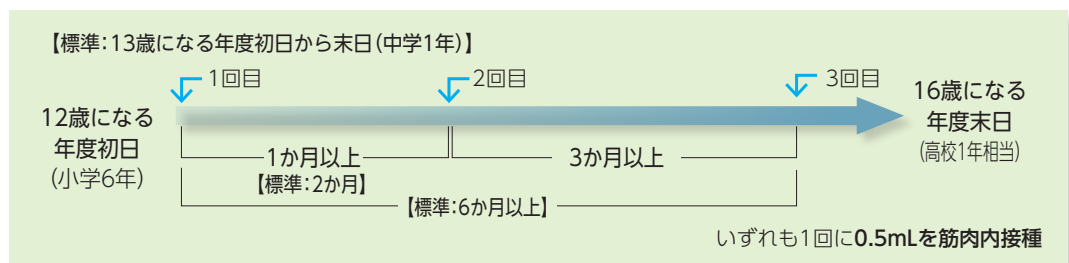 【標準：13歳になる年度初日から末日（中学1年）】
1回目
2回目
3回目
12歳になる
年度初日
（小学6年）
16歳になる
年度末日
（高校1年相当）
1か月以上
【標準：2か月】
3か月以上
【標準：6か月以上】
いずれも1回に0.5mLを筋肉内接種